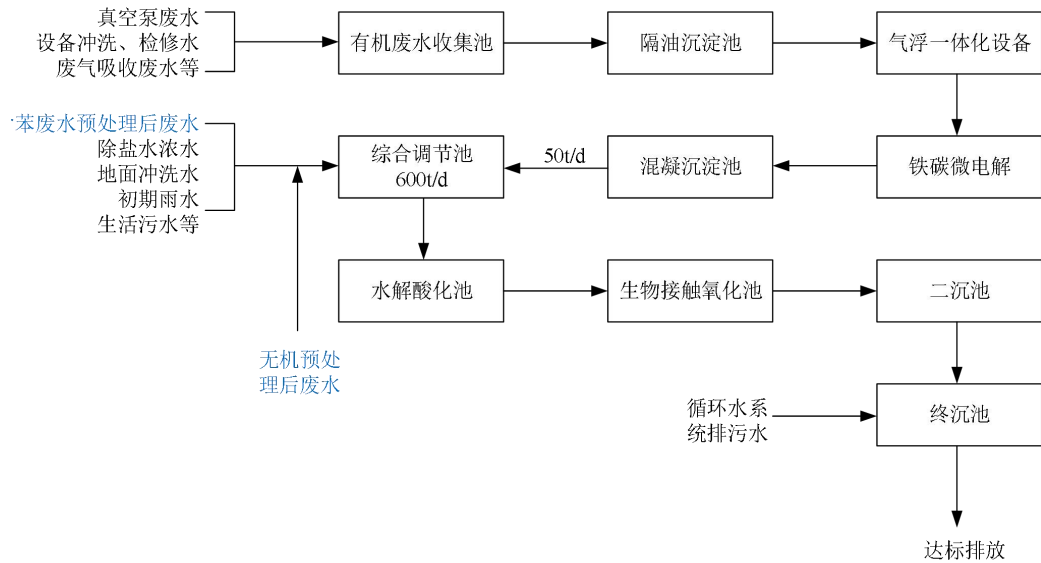 真空泵废水
设备冲洗、检修水
废气吸收废水等
有机废水收集池
隔油沉淀池
气浮一体化设备
苯废水预处理后废水
除盐水浓水
地面冲洗水
初期雨水
生活污水等
综合调节池
600t/d
50t/d
混凝沉淀池
铁碳微电解
水解酸化池
生物接触氧化池
二沉池
无机预处
理后废水
循环水系
统排污水
终沉池
达标排放